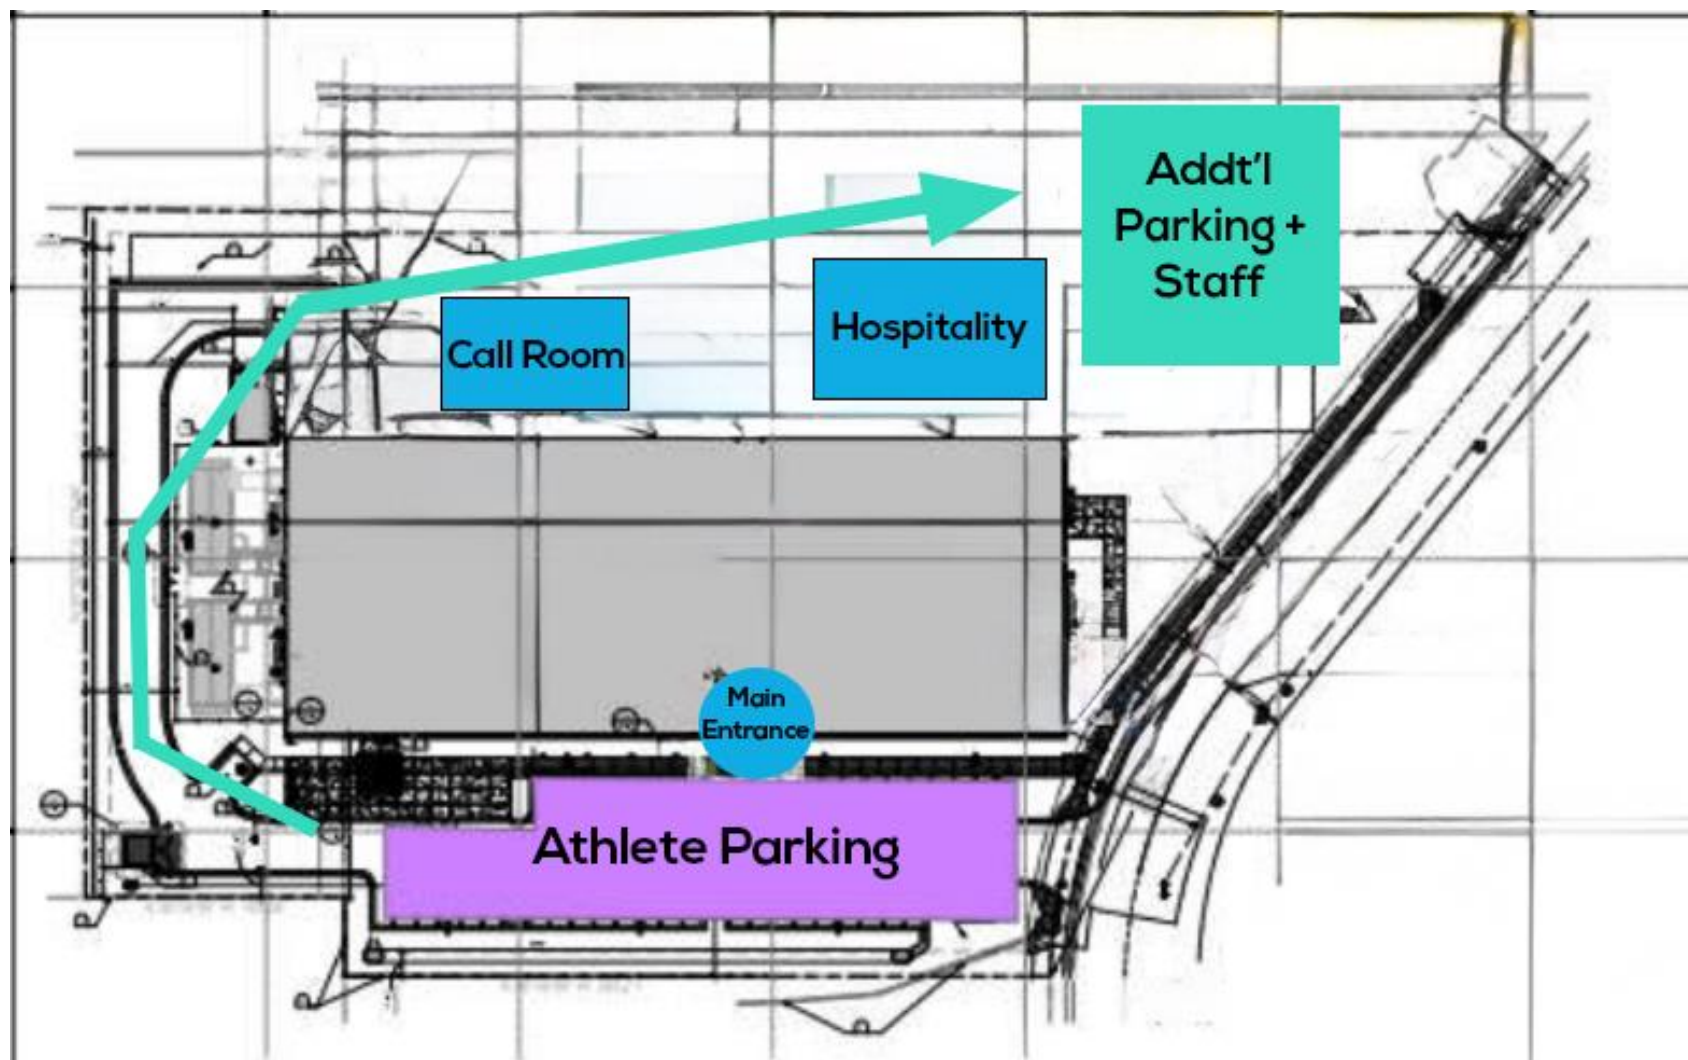 Addt'l
Parking +
Staff
Hospitality
Call Room
Main
Entrance
Athlete Parking